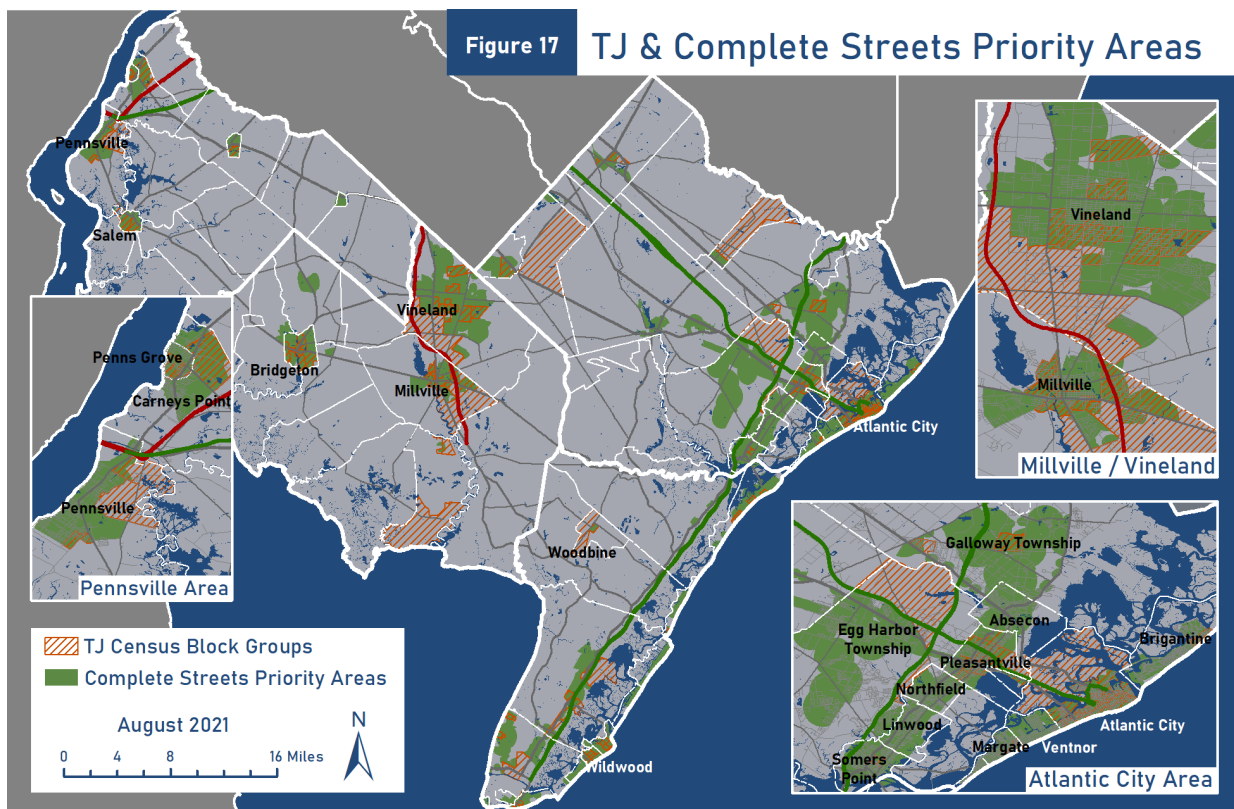 Figure 17
TJ & Complete Streets Priority Areas
Pennsville
Salem
Vineland
Bridgeton
Millville
Atlantic City
Woodbine
Wildwood
Penns Grove
Carneys Point
Pennsville
Pennsville Area
Vineland
Millville
Millville / Vineland
Galloway Township
Absecon
Egg Harbor
Township
Brigantine
Pleasantville
Northfield
Linwood
Atlantic City
Margate
Ventnor
Somers
Point
Atlantic City Area
TJ Census Block Groups
Complete Streets Priority Areas
August 2021
N
0 4 8 16 Miles